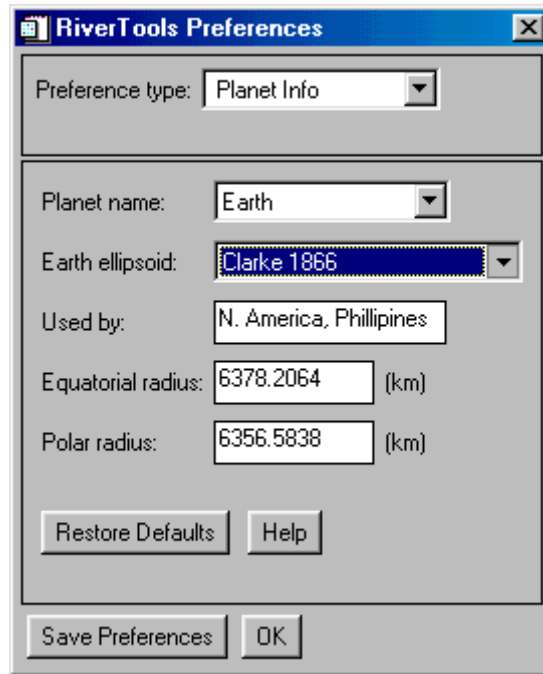 RiverTools Preferences
Preference type: Planet Info
Planet name: Earth
Earth ellipsoid: Clarke 1866
Used by: N. America, Phillipines
Equatorial radius: 6378.2064 (km)
Polar radius: 6356.5838 (km)
Restore Defaults Help
Save Preferences OK